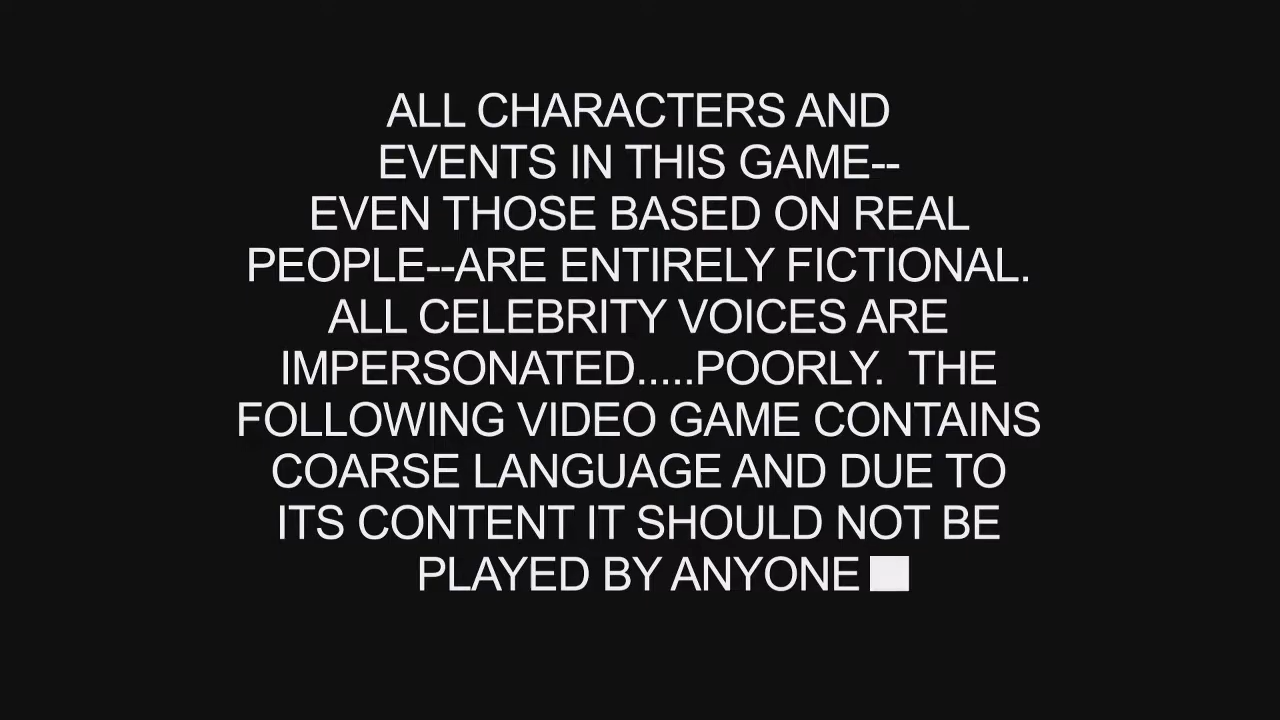 ALL CHARACTERS AND
EVENTS IN THIS GAME--
EVEN THOSE BASED ON REAL
PEOPLE--ARE ENTIRELY FICTIONAL.
ALL CELEBRITY VOICES ARE
IMPERSONATED.....POORLY.  THE
FOLLOWING VIDEO GAME CONTAINS
COARSE LANGUAGE AND DUE TO
ITS CONTENT IT SHOULD NOT BE
PLAYED BY ANYONE